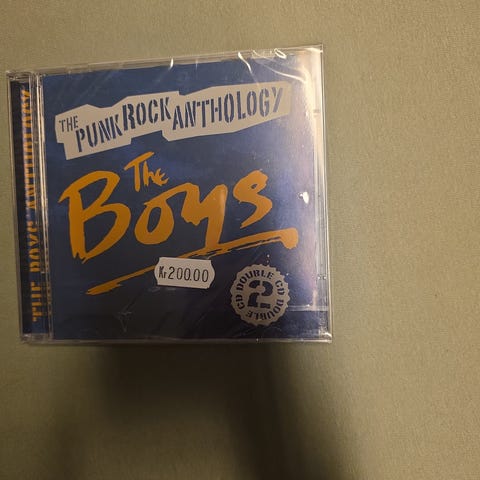 THE PUNK ROCK ANTHOLOGY
The
Boys
Kr 200.00
DOUBLE CD DOUBLE CD
2
THE BOYS ANTHOLOGY